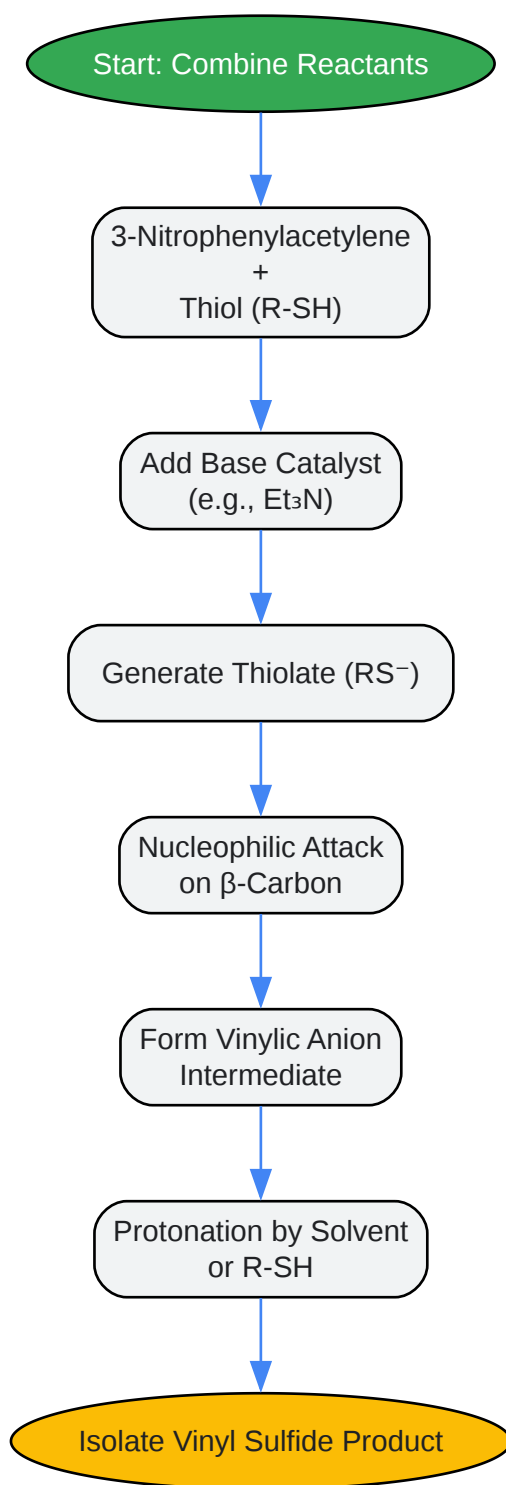 Start: Combine Reactants
3-Nitrophenylacetylene
+
Thiol (R-SH)
Add Base Catalyst
(e.g., Et₃N)
Generate Thiolate (RS⁻)
Nucleophilic Attack
on β-Carbon
Form Vinylic Anion
Intermediate
Protonation by Solvent
or R-SH
Isolate Vinyl Sulfide Product